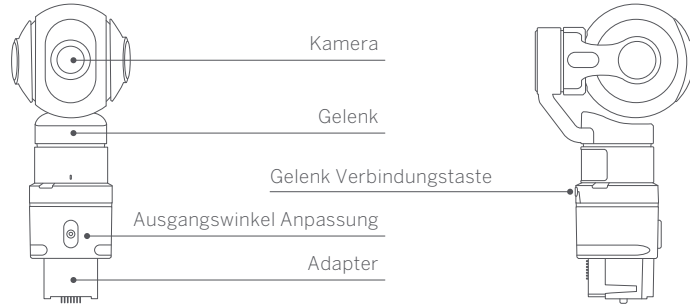 Kamera
Gelenk
Gelenk Verbindungstaste
Ausgangswinkel Anpassung
Adapter